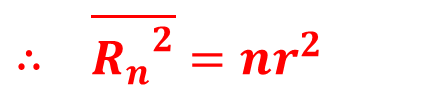 ∴ $\overline{{R_n}^2} = nr^2$